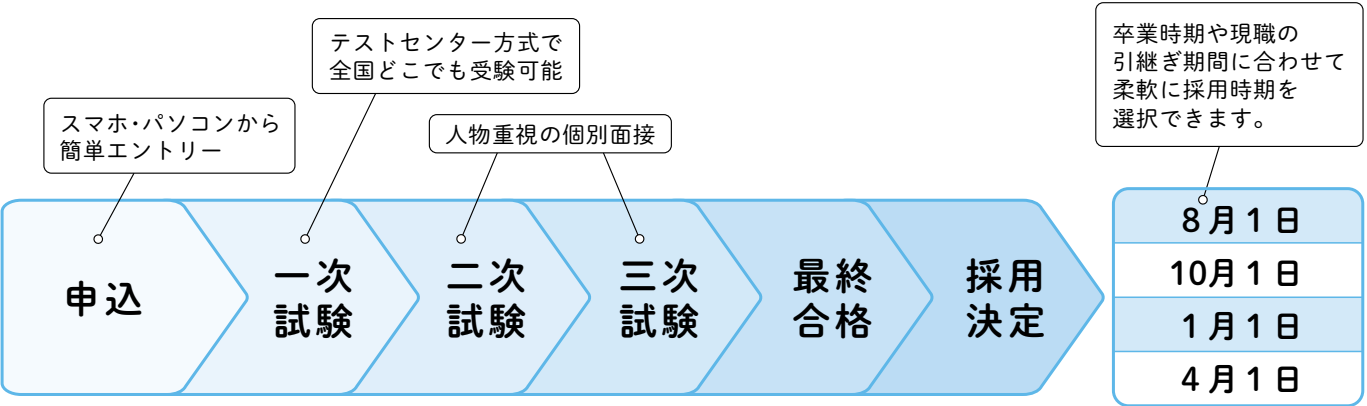 スマホ・パソコンから
簡単エントリー
テストセンター方式で
全国どこでも受験可能
人物重視の個別面接
卒業時期や現職の
引継ぎ期間に合わせて
柔軟に採用時期を
選択できます。
申込
一次
試験
二次
試験
三次
試験
最終
合格
採用
決定
8月1日
10月1日
1月1日
4月1日